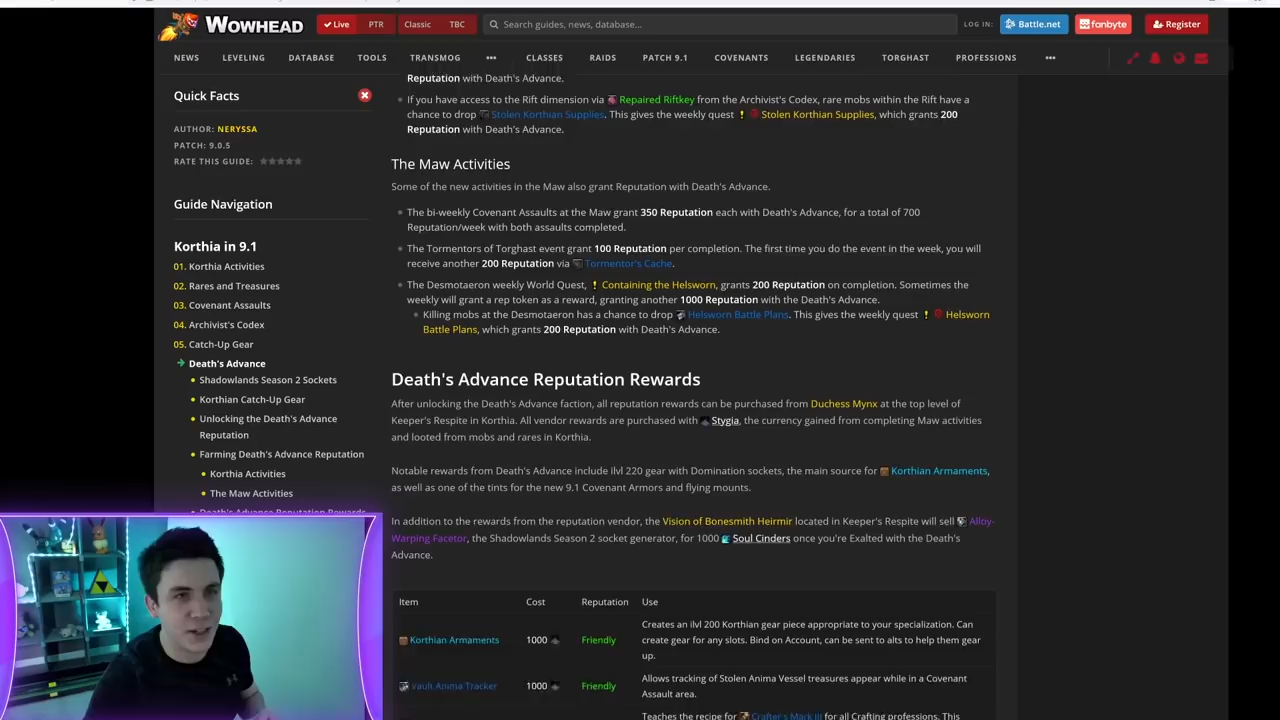 WOWHEAD
Live
PTR
Classic
TBC
Search guides, news, database...
LOG IN:
Battle.net
fanbyte
Register
NEWS
LEVELING
DATABASE
TOOLS
TRANSMOG
•••
CLASSES
RAIDS
PATCH 9.1
COVENANTS
LEGENDARIES
TORGHAST
PROFESSIONS
•••
Quick Facts
AUTHOR: NERYSSA
PATCH: 9.0.5
RATE THIS GUIDE:
Guide Navigation
Korthia in 9.1
01. Korthia Activities
02. Rares and Treasures
03. Covenant Assaults
04. Archivist's Codex
05. Catch-Up Gear
Death's Advance
Shadowlands Season 2 Sockets
Korthian Catch-Up Gear
Unlocking the Death's Advance
Reputation
Farming Death's Advance Reputation
Korthia Activities
The Maw Activities
Death's Advance Reputation Rewards
Reputation with Death's Advance.
If you have access to the Rift dimension via Repaired Riftkey from the Archivist's Codex, rare mobs within the Rift have a
chance to drop Stolen Korthian Supplies. This gives the weekly quest Stolen Korthian Supplies, which grants 200
Reputation with Death's Advance.
The Maw Activities
Some of the new activities in the Maw also grant Reputation with Death's Advance.
The bi-weekly Covenant Assaults at the Maw grant 350 Reputation each with Death's Advance, for a total of 700
Reputation/week with both assaults completed.
The Tormentors of Torghast event grant 100 Reputation per completion. The first time you do the event in the week, you will
receive another 200 Reputation via Tormentor's Cache.
The Desmotaeron weekly World Quest, Containing the Helsworn, grants 200 Reputation on completion. Sometimes the
weekly will grant a rep token as a reward, granting another 1000 Reputation with the Death's Advance.
Killing mobs at the Desmotaeron has a chance to drop Helsworn Battle Plans. This gives the weekly quest Helsworn
Battle Plans, which grants 200 Reputation with Death's Advance.
Death's Advance Reputation Rewards
After unlocking the Death's Advance faction, all reputation rewards can be purchased from Duchess Mynx at the top level of
Keeper's Respite in Korthia. All vendor rewards are purchased with Stygia, the currency gained from completing Maw activities
and looted from mobs and rares in Korthia.
Notable rewards from Death's Advance include ilvl 220 gear with Domination sockets, the main source for Korthian Armaments,
as well as one of the tints for the new 9.1 Covenant Armors and flying mounts.
In addition to the rewards from the reputation vendor, the Vision of Bonesmith Heirmir located in Keeper's Respite will sell Alloy-
Warping Facetor, the Shadowlands Season 2 socket generator, for 1000 Soul Cinders once you're Exalted with the Death's
Advance.
Item Cost Reputation Use
Korthian Armaments 1000 Friendly Creates an ilvl 200 Korthian gear piece appropriate to your specialization. Can
create gear for any slots. Bind on Account, can be sent to alts to help them gear
up.
Vault Anima Tracker 1000 Friendly Allows tracking of Stolen Anima Vessel treasures appear while in a Covenant
Assault area.
Teaches the recipe for Crafter's Mark III for all Crafting professions. This